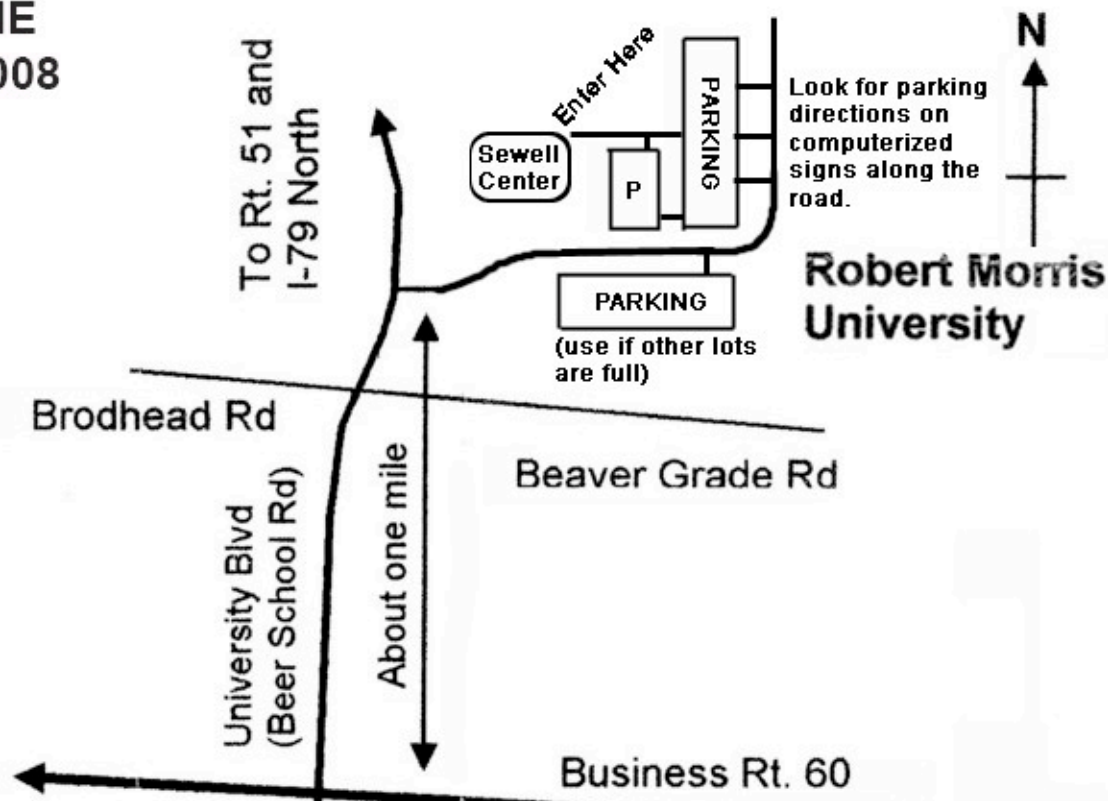 008
To Rt. 51 and
I-79 North
Enter Here
Sewell
Center
P
PARKING
Look for parking
directions on
computerized
signs along the
road.
N
Robert Morris
University
PARKING
(use if other lots
are full)
Brodhead Rd
Beaver Grade Rd
University Blvd
(Beer School Rd)
About one mile
Business Rt. 60